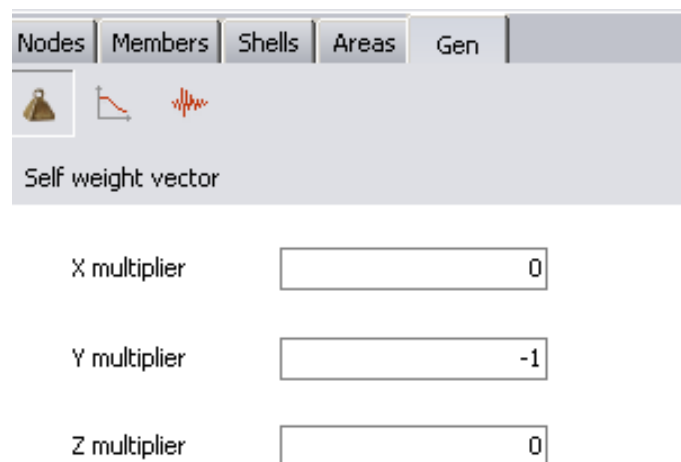 Nodes Members Shells Areas Gen
Self weight vector
X multiplier 0
Y multiplier -1
Z multiplier 0